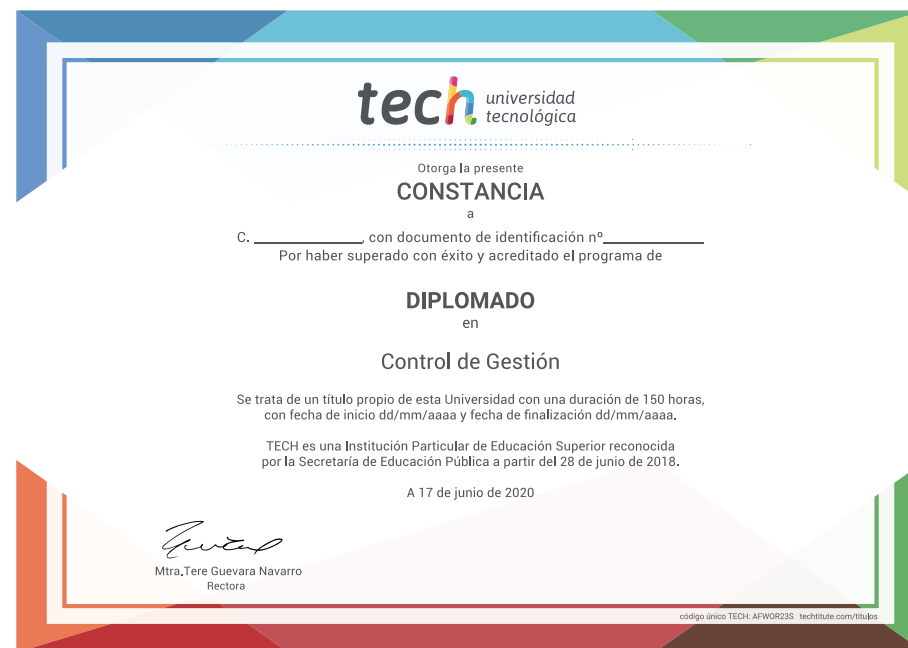 tech universidad
tecnológica
Otorga la presente
CONSTANCIA
a
C. ____________, con documento de identificación nº____________
Por haber superado con éxito y acreditado el programa de
DIPLOMADO
en
Control de Gestión
Se trata de un título propio de esta Universidad con una duración de 150 horas,
con fecha de inicio dd/mm/aaaa y fecha de finalización dd/mm/aaaa.
TECH es una Institución Particular de Educación Superior reconocida
por la Secretaría de Educación Pública a partir del 28 de junio de 2018.
A 17 de junio de 2020
Mtra.Tere Guevara Navarro
Rectora
código único TECH: AFWOR23S techtitute.com/titulos